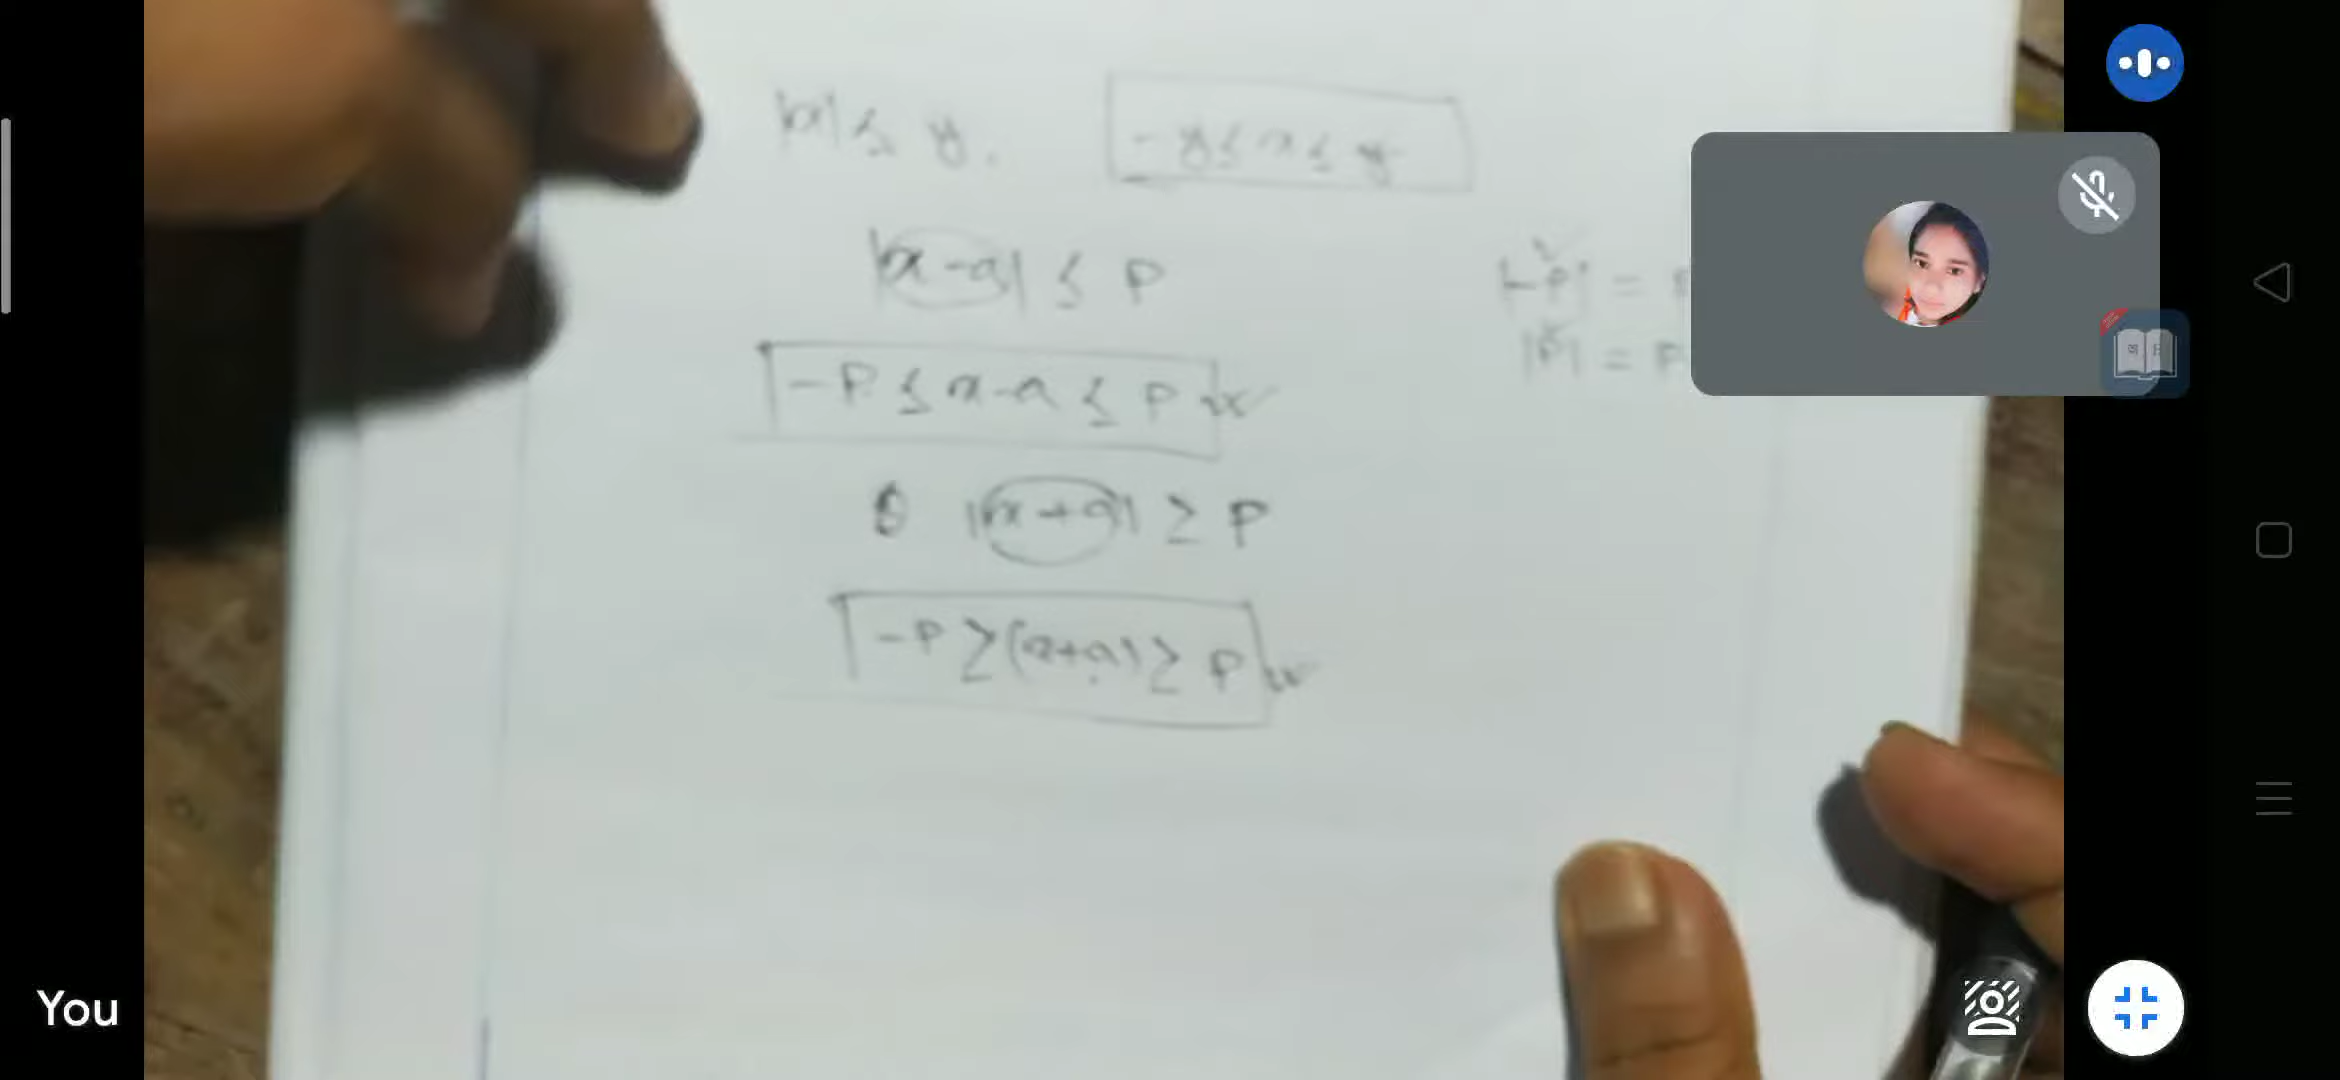 |x| ≤ y. -y ≤ x ≤ y
|x-a| ≤ P
|-P| =
-P ≤ x-a ≤ P
|P| = P
|x+a| ≥ P
-P ≥ (x+a) ≥ P
You